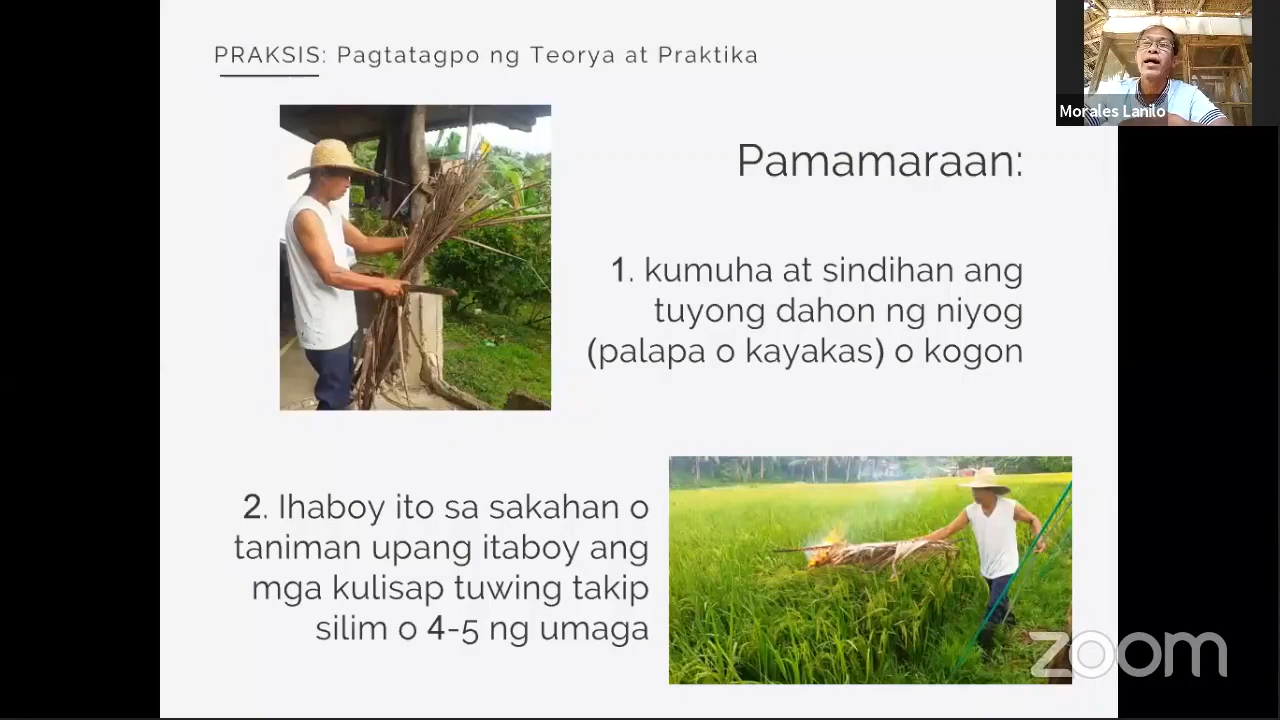 PRAKSIS: Pagtatagpo ng Teorya at Praktika
Morales Lanilo
Pamamaraan:
1. kumuha at sindihan ang
tuyong dahon ng niyog
(palapa o kayakas) o kogon
2. Ihaboy ito sa sakahan o
taniman upang itaboy ang
mga kulisap tuwing takip
silim o 4-5 ng umaga
zoom